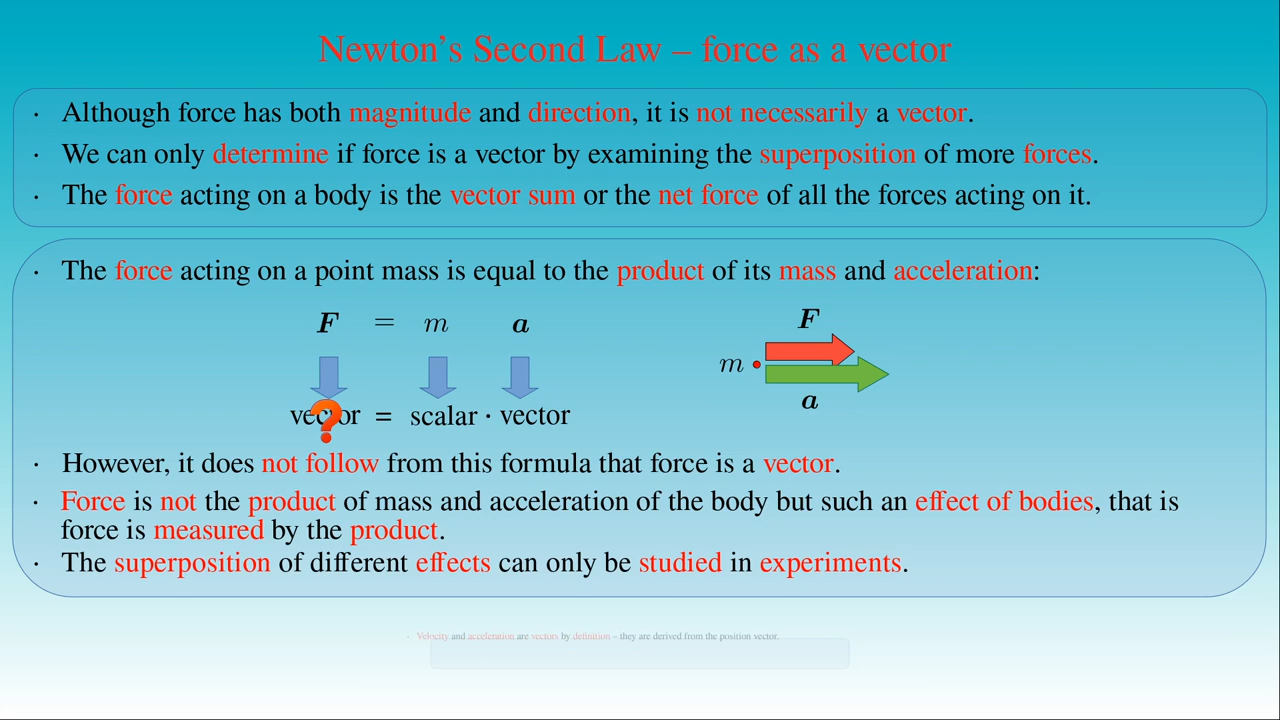 Newton's Second Law – force as a vector
· Although force has both magnitude and direction, it is not necessarily a vector.
· We can only determine if force is a vector by examining the superposition of more forces.
· The force acting on a body is the vector sum or the net force of all the forces acting on it.
· The force acting on a point mass is equal to the product of its mass and acceleration:
F = m a
F
m
a
vector = scalar · vector
?
· However, it does not follow from this formula that force is a vector.
· Force is not the product of mass and acceleration of the body but such an effect of bodies, that is
force is measured by the product.
· The superposition of different effects can only be studied in experiments.
· Velocity and acceleration are vectors by definition – they are derived from the position vector.